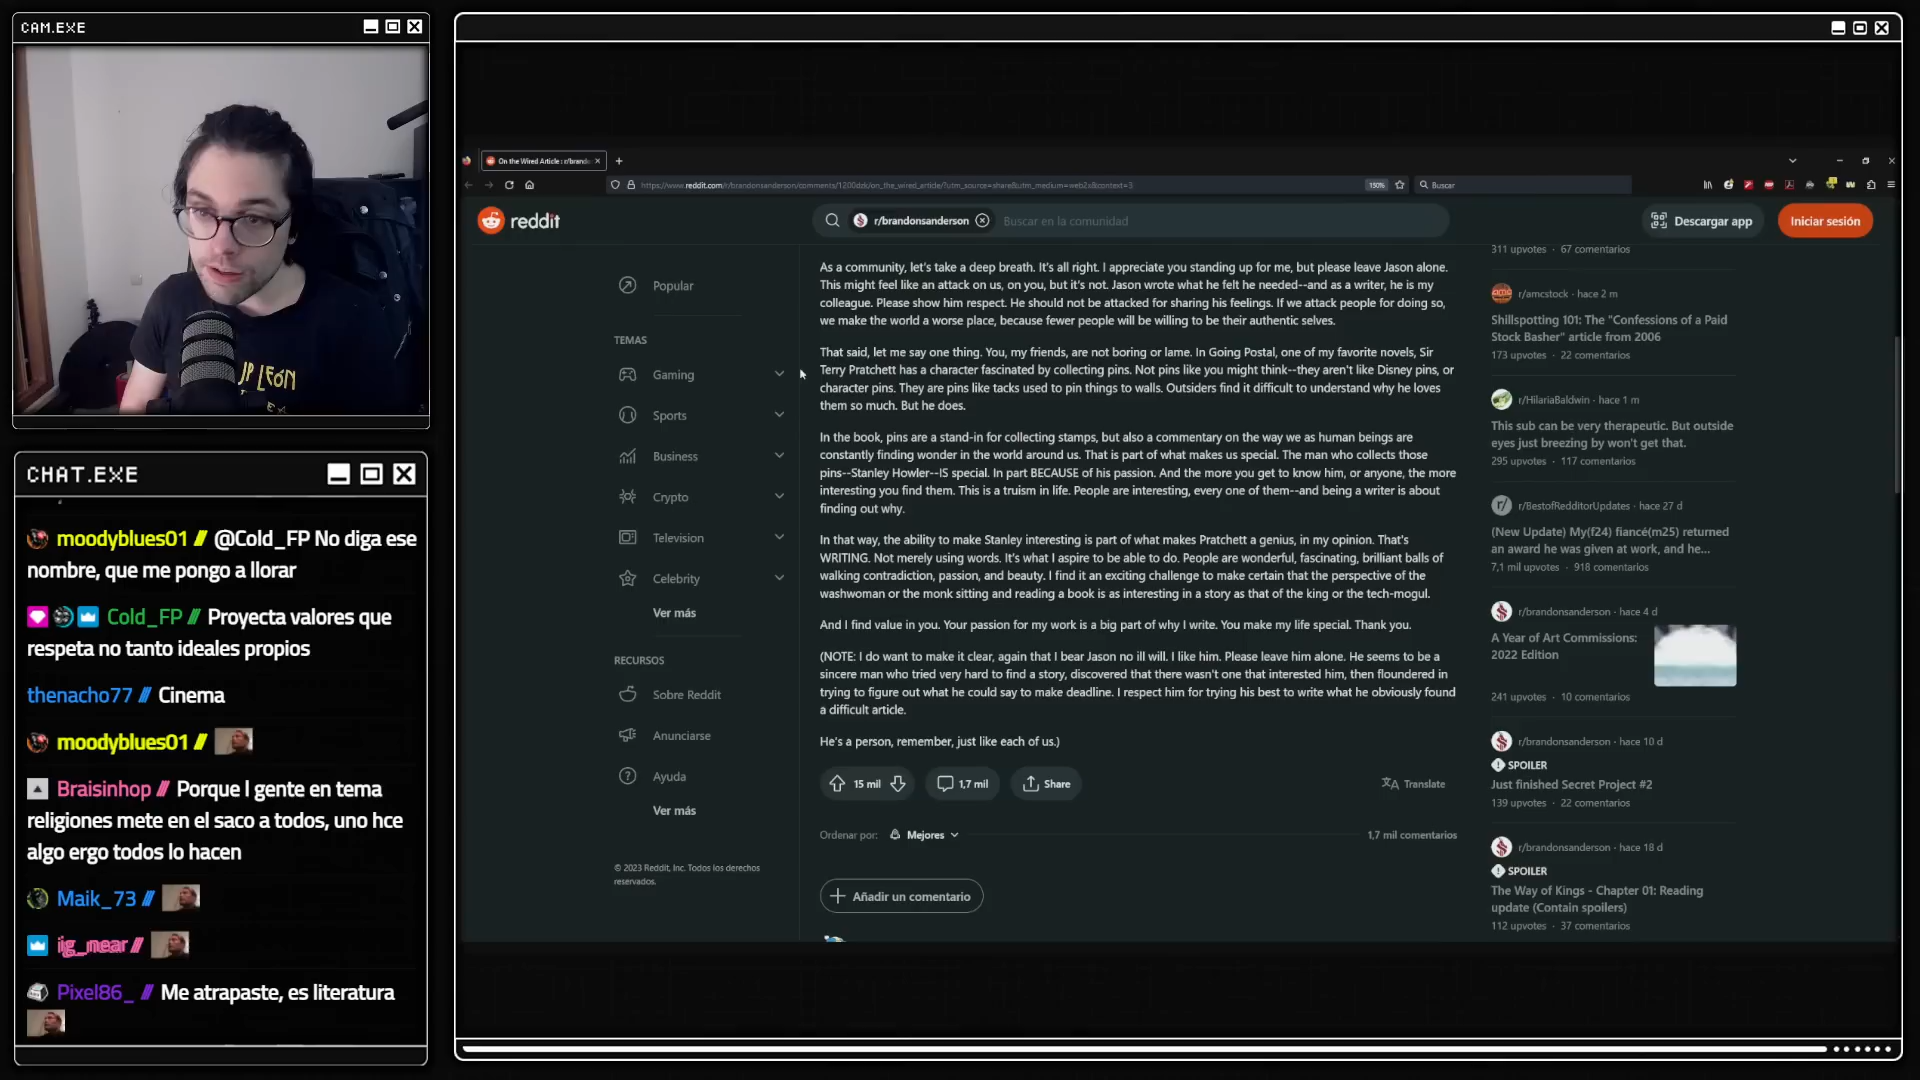 CAM.EXE
JP LEÓN
CHAT.EXE
moodyblues01 // @Cold_FP No diga ese
nombre, que me pongo a llorar
Cold_FP // Proyecta valores que
respeta no tanto ideales propios
thenacho77 // Cinema
moodyblues01 //
Braisinhop // Porque l gente en tema
religiones mete en el saco a todos, uno hce
algo ergo todos lo hacen
Maik_73 //
ig_near //
Pixel86_ // Me atrapaste, es literatura
On the Wired Article : r/brando
https://www.reddit.com/r/brandonsanderson/comments/1200dzk/on_the_wired_article/?utm_source=share&utm_medium=web2x&context=3
150%
Buscar
reddit
r/brandonsanderson
Buscar en la comunidad
Descargar app
Iniciar sesión
Popular
TEMAS
Gaming
Sports
Business
Crypto
Television
Celebrity
Ver más
RECURSOS
Sobre Reddit
Anunciarse
Ayuda
Ver más
© 2023 Reddit, Inc. Todos los derechos
reservados.
As a community, let's take a deep breath. It's all right. I appreciate you standing up for me, but please leave Jason alone.
This might feel like an attack on us, on you, but it's not. Jason wrote what he felt he needed--and as a writer, he is my
colleague. Please show him respect. He should not be attacked for sharing his feelings. If we attack people for doing so,
we make the world a worse place, because fewer people will be willing to be their authentic selves.
That said, let me say one thing. You, my friends, are not boring or lame. In Going Postal, one of my favorite novels, Sir
Terry Pratchett has a character fascinated by collecting pins. Not pins like you might think--they aren't like Disney pins, or
character pins. They are pins like tacks used to pin things to walls. Outsiders find it difficult to understand why he loves
them so much. But he does.
In the book, pins are a stand-in for collecting stamps, but also a commentary on the way we as human beings are
constantly finding wonder in the world around us. That is part of what makes us special. The man who collects those
pins--Stanley Howler--IS special. In part BECAUSE of his passion. And the more you get to know him, or anyone, the more
interesting you find them. This is a truism in life. People are interesting, every one of them--and being a writer is about
finding out why.
In that way, the ability to make Stanley interesting is part of what makes Pratchett a genius, in my opinion. That's
WRITING. Not merely using words. It's what I aspire to be able to do. People are wonderful, fascinating, brilliant balls of
walking contradiction, passion, and beauty. I find it an exciting challenge to make certain that the perspective of the
washwoman or the monk sitting and reading a book is as interesting in a story as that of the king or the tech-mogul.
And I find value in you. Your passion for my work is a big part of why I write. You make my life special. Thank you.
(NOTE: I do want to make it clear, again that I bear Jason no ill will. I like him. Please leave him alone. He seems to be a
sincere man who tried very hard to find a story, discovered that there wasn't one that interested him, then floundered in
trying to figure out what he could say to make deadline. I respect him for trying his best to write what he obviously found
a difficult article.
He's a person, remember, just like each of us.)
15 mil
1,7 mil
Share
Translate
Ordenar por: Mejores
1,7 mil comentarios
Añadir un comentario
311 upvotes · 67 comentarios
r/amcstock · hace 2 m
Shillspotting 101: The "Confessions of a Paid
Stock Basher" article from 2006
173 upvotes · 22 comentarios
r/HilariaBaldwin · hace 1 m
This sub can be very therapeutic. But outside
eyes just breezing by won't get that.
295 upvotes · 117 comentarios
r/BestofRedditorUpdates · hace 27 d
(New Update) My(f24) fiancé(m25) returned
an award he was given at work, and he...
7,1 mil upvotes · 918 comentarios
r/brandonsanderson · hace 4 d
A Year of Art Commissions:
2022 Edition
241 upvotes · 10 comentarios
r/brandonsanderson · hace 10 d
SPOILER
Just finished Secret Project #2
139 upvotes · 22 comentarios
r/brandonsanderson · hace 18 d
SPOILER
The Way of Kings - Chapter 01: Reading
update (Contain spoilers)
112 upvotes · 37 comentarios